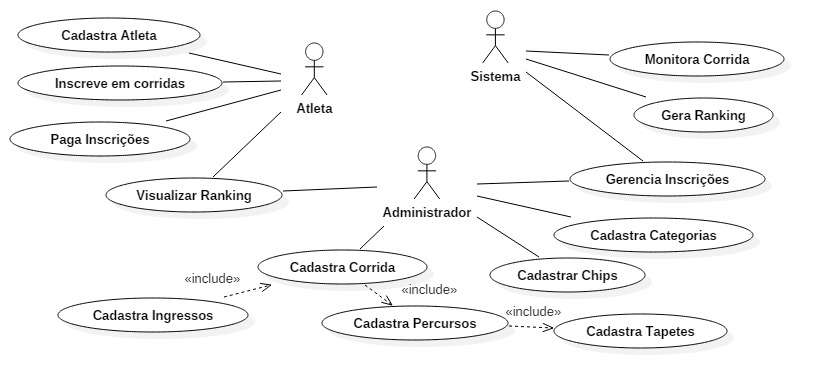 Cadastra Atleta
Inscreve em corridas
Paga Inscrições
Visualizar Ranking
Atleta
Sistema
Monitora Corrida
Gera Ranking
Gerencia Inscrições
Administrador
Cadastra Categorias
Cadastrar Chips
Cadastra Corrida
«include»
«include»
Cadastra Ingressos
Cadastra Percursos
«include»
Cadastra Tapetes